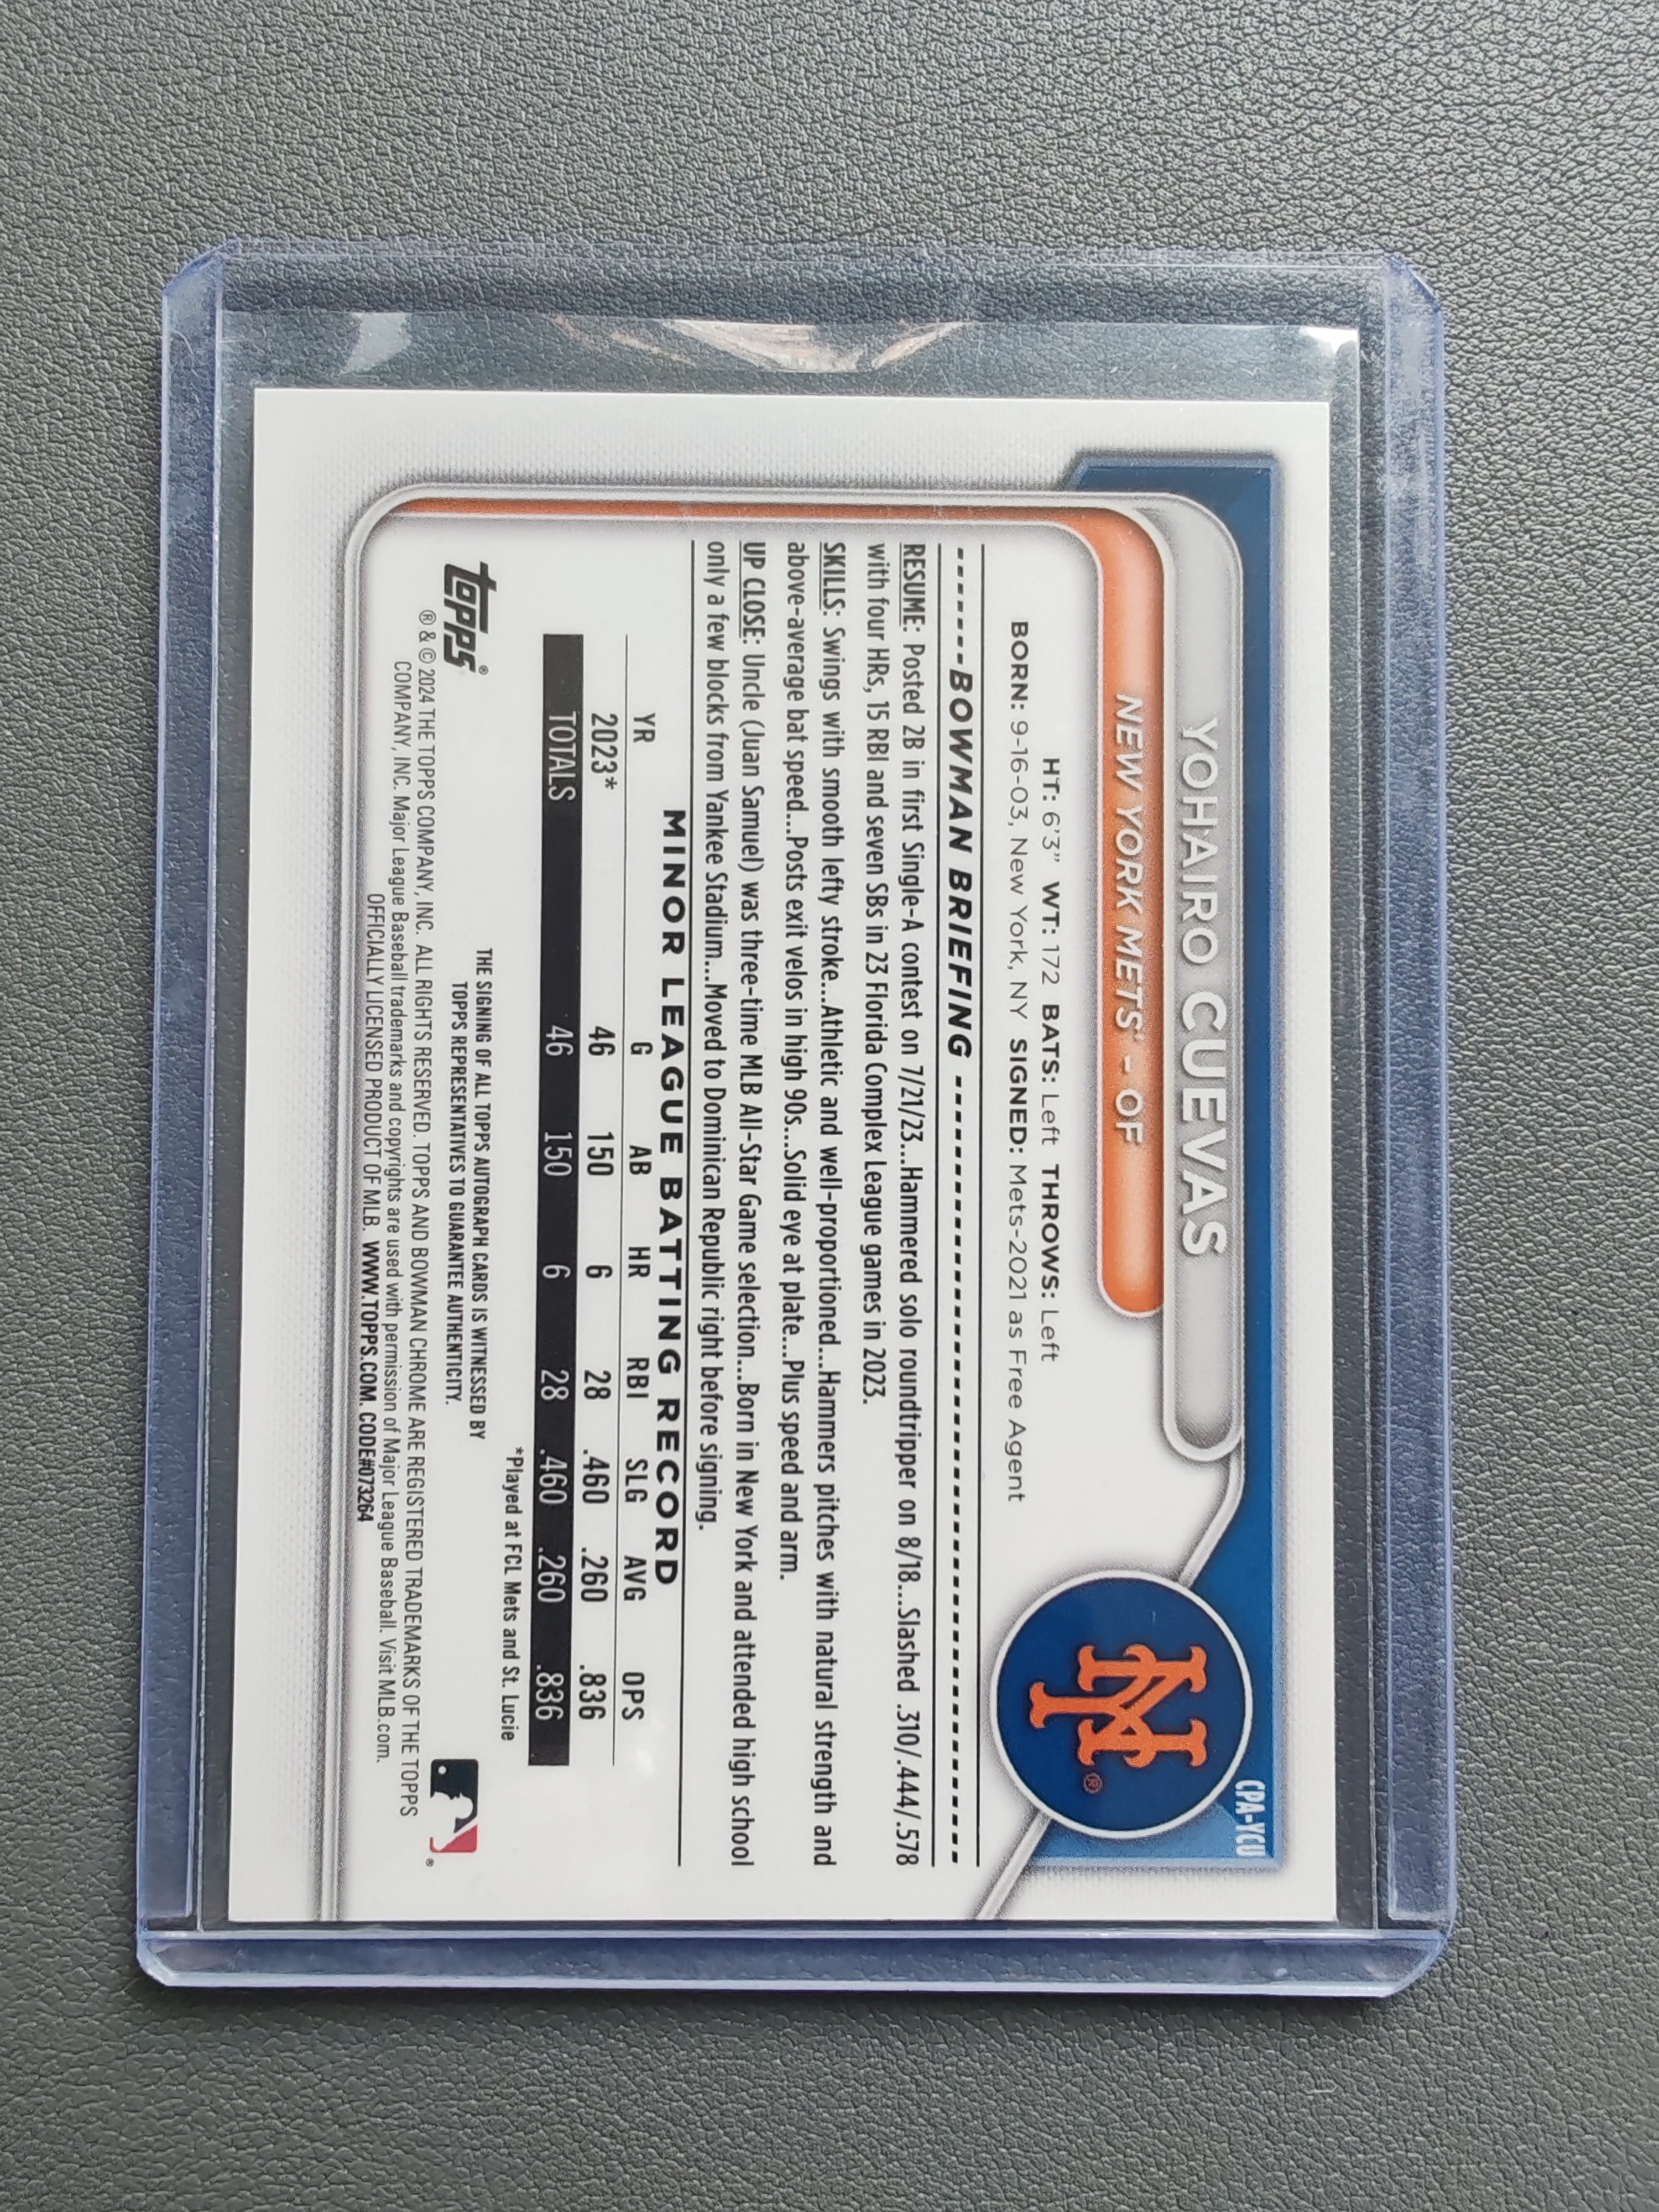 CPA-YCU
YOHAIRO CUEVAS
NEW YORK METS® - OF
HT: 6'3" WT: 172 BATS: Left THROWS: Left
BORN: 9-16-03, New York, NY SIGNED: Mets-2021 as Free Agent
BOWMAN BRIEFING
RESUME: Posted 2B in first Single-A contest on 7/21/23...Hammered solo roundtripper on 8/18...Slashed .310/.444/.578
with four HRs, 15 RBI and seven SBs in 23 Florida Complex League games in 2023.
SKILLS: Swings with smooth lefty stroke...Athletic and well-proportioned...Hammers pitches with natural strength and
above-average bat speed...Posts exit velos in high 90s...Solid eye at plate...Plus speed and arm.
UP CLOSE: Uncle (Juan Samuel) was three-time MLB All-Star Game selection...Born in New York and attended high school
only a few blocks from Yankee Stadium...Moved to Dominican Republic right before signing.
MINOR LEAGUE BATTING RECORD
YR G AB HR RBI SLG AVG OPS
2023* 46 150 6 28 .460 .260 .836
TOTALS 46 150 6 28 .460 .260 .836
*Played at FCL Mets and St. Lucie
topps®
THE SIGNING OF ALL TOPPS AUTOGRAPH CARDS IS WITNESSED BY
TOPPS REPRESENTATIVES TO GUARANTEE AUTHENTICITY.
® & © 2024 THE TOPPS COMPANY, INC. ALL RIGHTS RESERVED. TOPPS AND BOWMAN CHROME ARE REGISTERED TRADEMARKS OF THE TOPPS
COMPANY, INC. Major League Baseball trademarks and copyrights are used with permission of Major League Baseball. Visit MLB.com.
OFFICIALLY LICENSED PRODUCT OF MLB. WWW.TOPPS.COM. CODE#073264